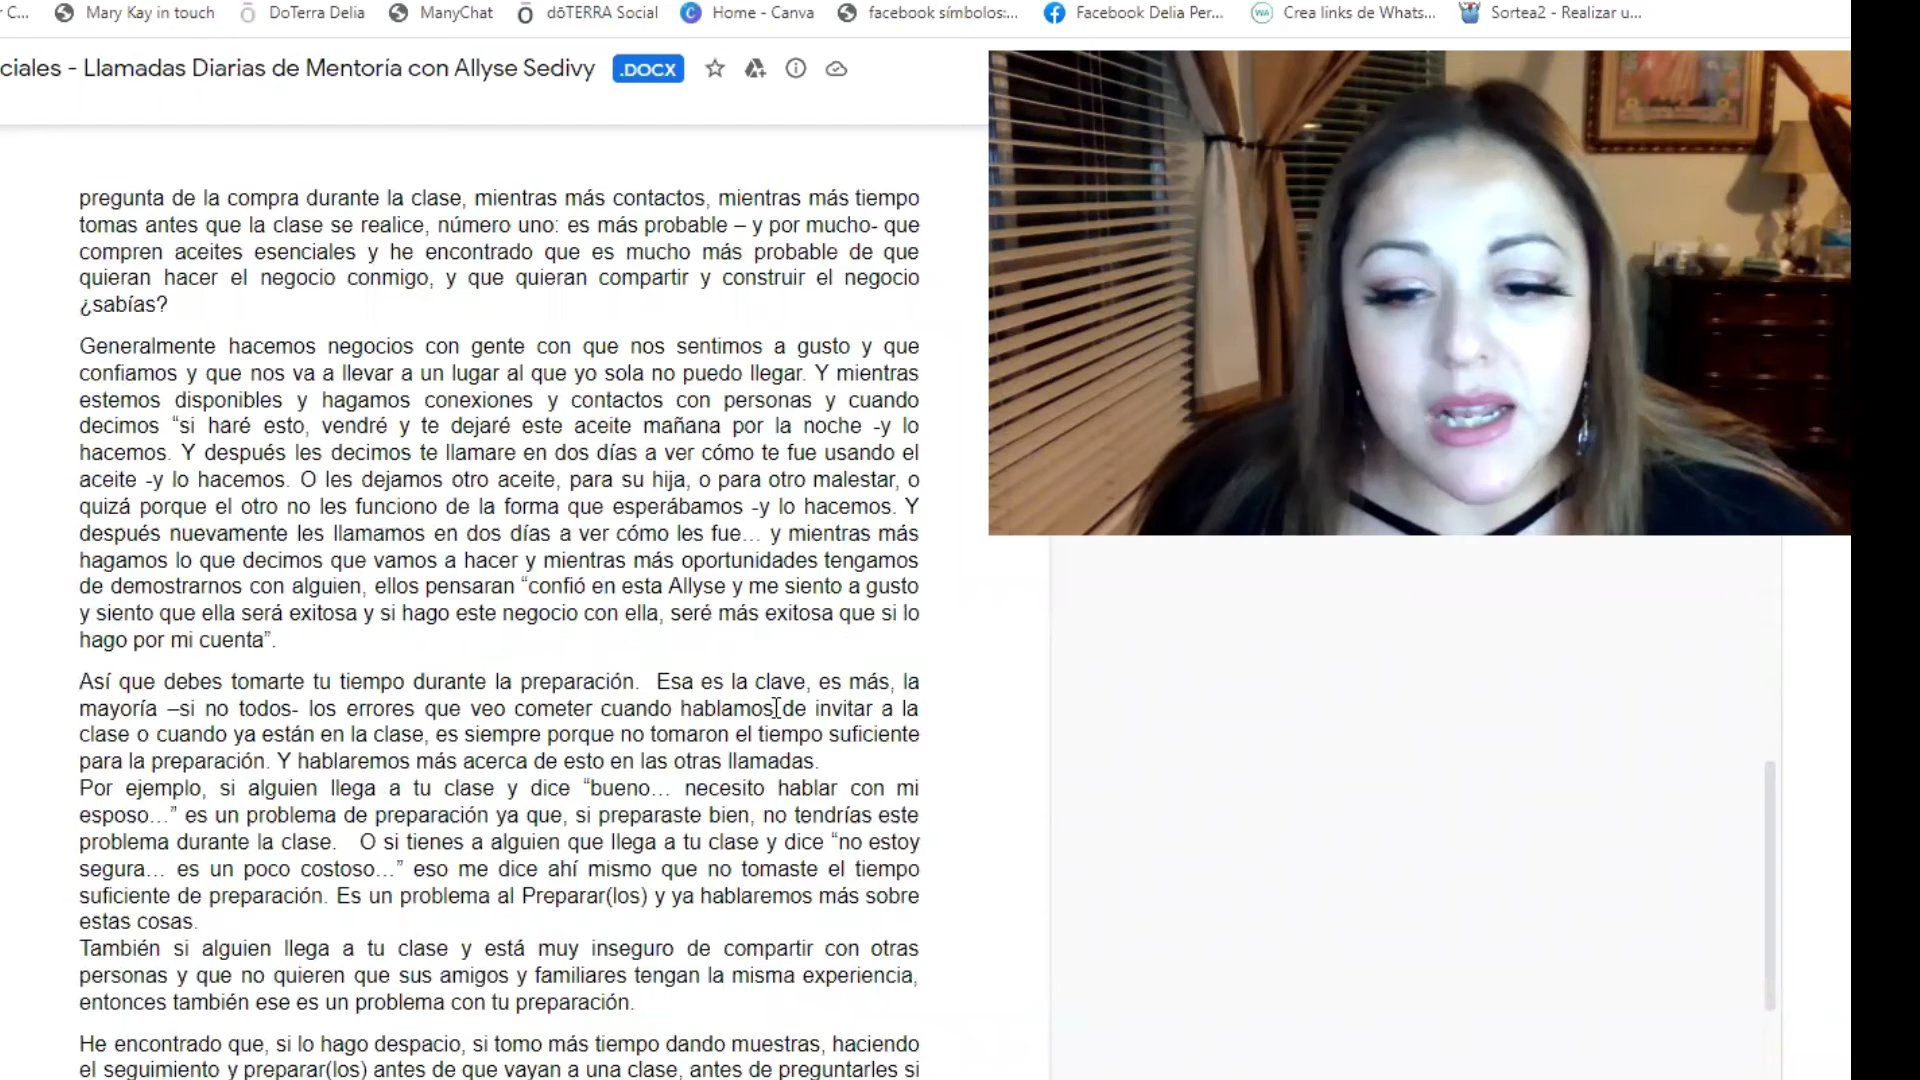 r C...
Mary Kay in touch
DoTerra Delia
ManyChat
dōTERRA Social
Home - Canva
facebook símbolos:...
Facebook Delia Per...
WA
Crea links de Whats...
Sortea2 - Realizar u...
ciales - Llamadas Diarias de Mentoría con Allyse Sedivy .DOCX
pregunta de la compra durante la clase, mientras más contactos, mientras más tiempo
tomas antes que la clase se realice, número uno: es más probable – y por mucho- que
compren aceites esenciales y he encontrado que es mucho más probable de que
quieran hacer el negocio conmigo, y que quieran compartir y construir el negocio
¿sabías?
Generalmente hacemos negocios con gente con que nos sentimos a gusto y que
confiamos y que nos va a llevar a un lugar al que yo sola no puedo llegar. Y mientras
estemos disponibles y hagamos conexiones y contactos con personas y cuando
decimos “si haré esto, vendré y te dejaré este aceite mañana por la noche -y lo
hacemos. Y después les decimos te llamare en dos días a ver cómo te fue usando el
aceite -y lo hacemos. O les dejamos otro aceite, para su hija, o para otro malestar, o
quizá porque el otro no les funciono de la forma que esperábamos -y lo hacemos. Y
después nuevamente les llamamos en dos días a ver cómo les fue... y mientras más
hagamos lo que decimos que vamos a hacer y mientras más oportunidades tengamos
de demostrarnos con alguien, ellos pensaran “confió en esta Allyse y me siento a gusto
y siento que ella será exitosa y si hago este negocio con ella, seré más exitosa que si lo
hago por mi cuenta”.
Así que debes tomarte tu tiempo durante la preparación. Esa es la clave, es más, la
mayoría –si no todos- los errores que veo cometer cuando hablamos de invitar a la
clase o cuando ya están en la clase, es siempre porque no tomaron el tiempo suficiente
para la preparación. Y hablaremos más acerca de esto en las otras llamadas.
Por ejemplo, si alguien llega a tu clase y dice “bueno... necesito hablar con mi
esposo...” es un problema de preparación ya que, si preparaste bien, no tendrías este
problema durante la clase. O si tienes a alguien que llega a tu clase y dice “no estoy
segura... es un poco costoso...” eso me dice ahí mismo que no tomaste el tiempo
suficiente de preparación. Es un problema al Preparar(los) y ya hablaremos más sobre
estas cosas.
También si alguien llega a tu clase y está muy inseguro de compartir con otras
personas y que no quieren que sus amigos y familiares tengan la misma experiencia,
entonces también ese es un problema con tu preparación.
He encontrado que, si lo hago despacio, si tomo más tiempo dando muestras, haciendo
el seguimiento y preparar(los) antes de que vayan a una clase, antes de preguntarles si